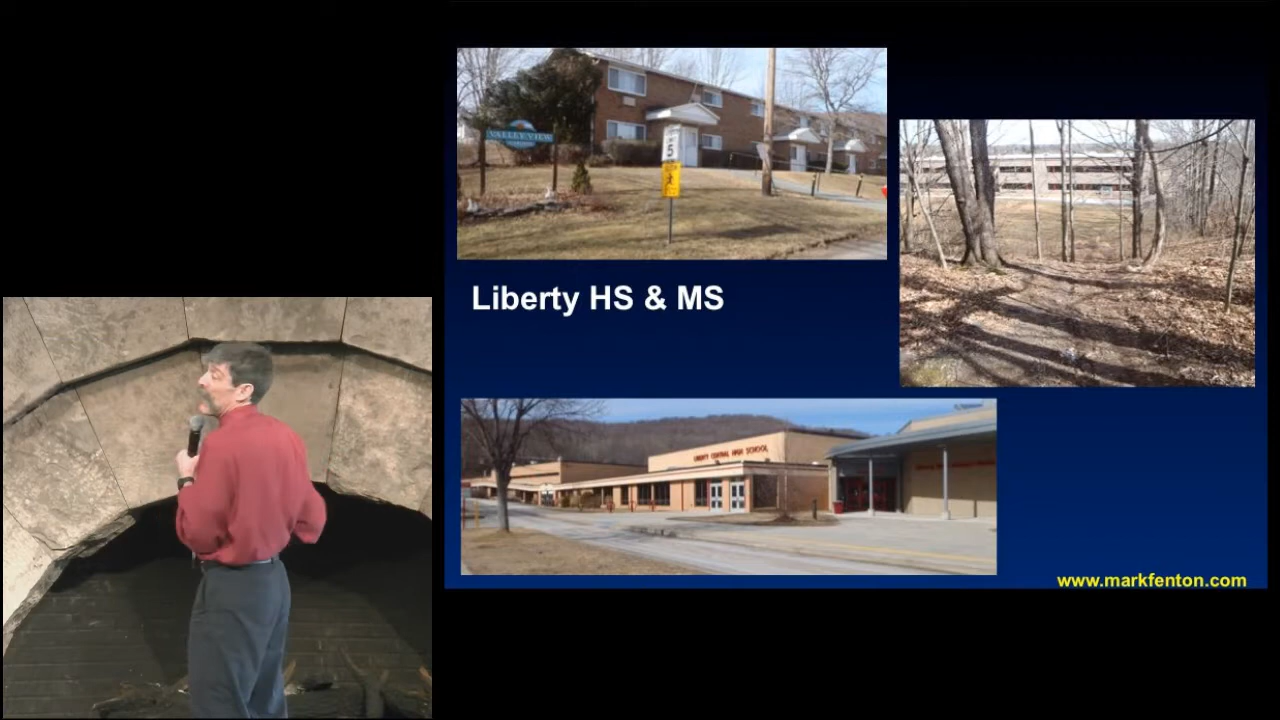 VALLEY VIEW
5
Liberty HS & MS
LIBERTY CENTRAL HIGH SCHOOL
www.markfenton.com